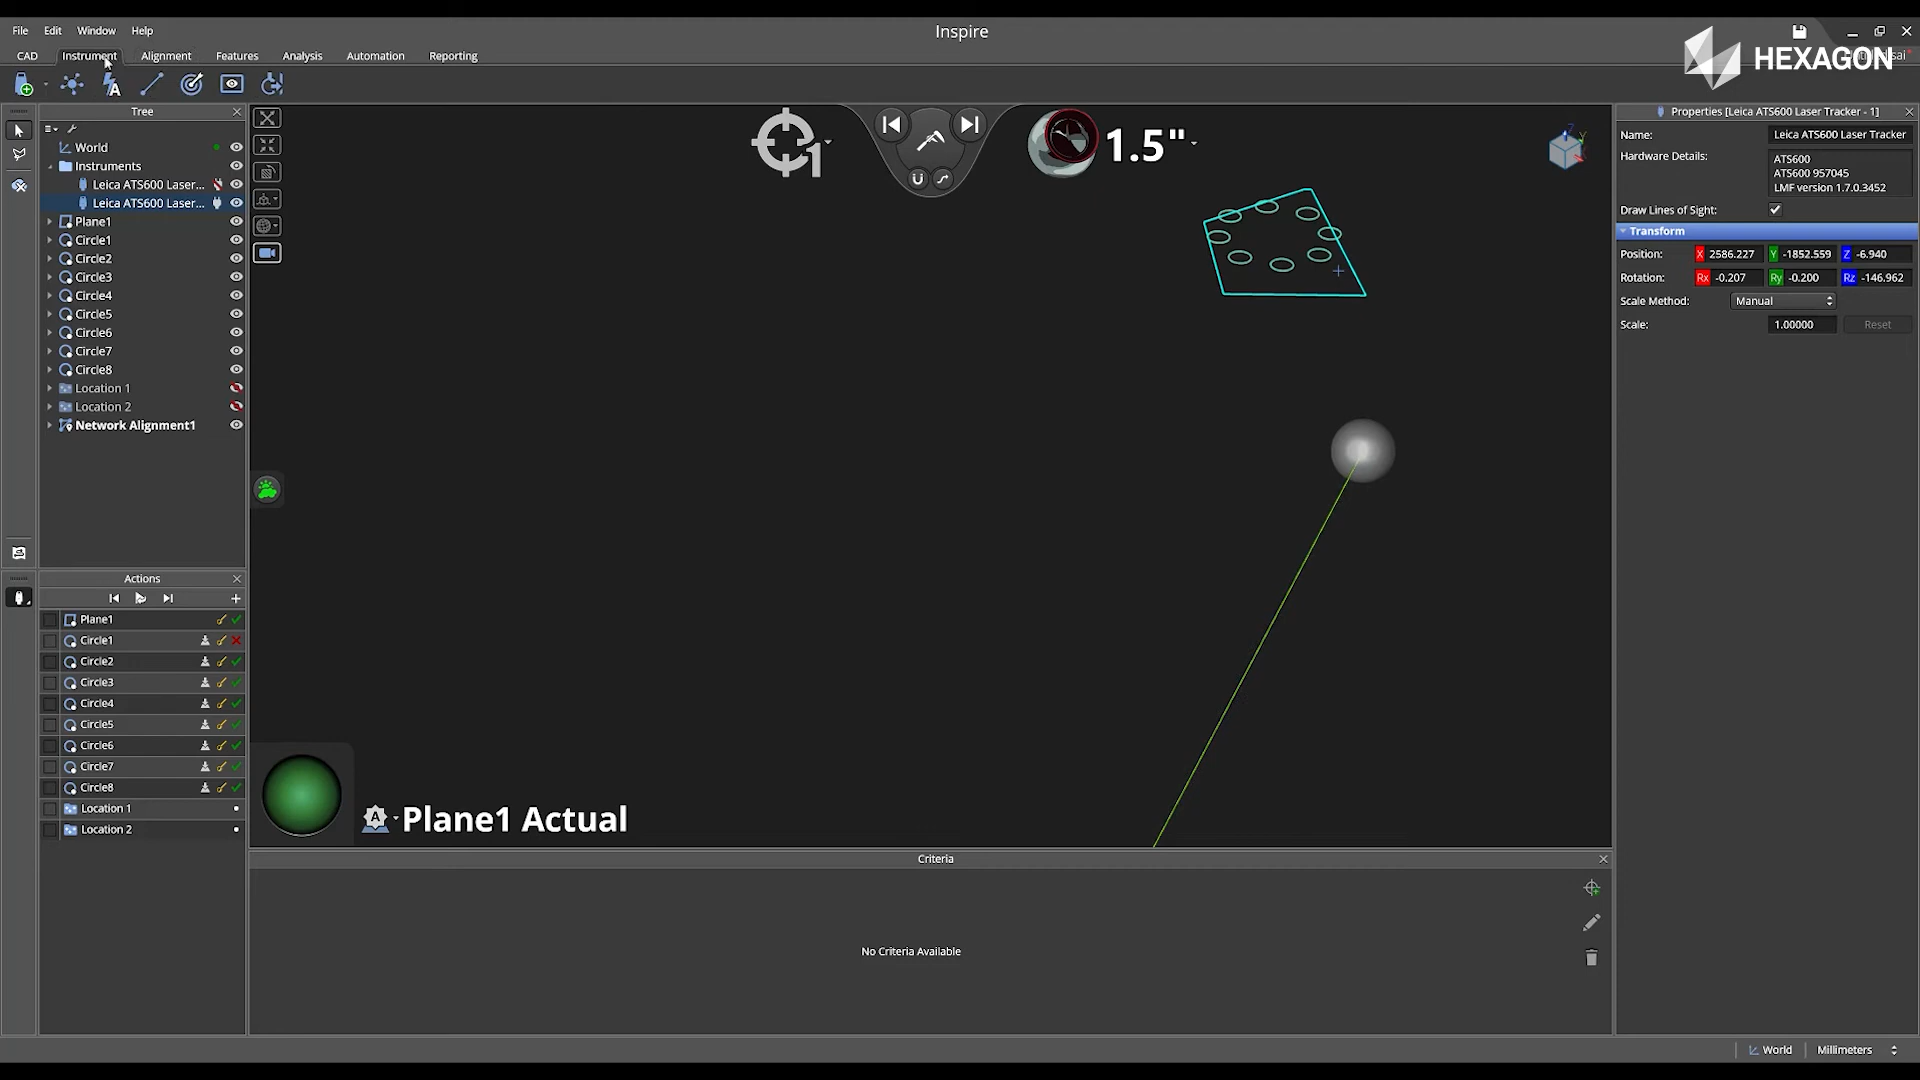 File Edit Window Help
Inspire
HEXAGON
CAD Instrument Alignment Features Analysis Automation Reporting
Tree
World
Instruments
Leica ATS600 Laser...
Leica ATS600 Laser...
Plane1
Circle1
Circle2
Circle3
Circle4
Circle5
Circle6
Circle7
Circle8
Location 1
Location 2
Network Alignment1
Actions
Plane1
Circle1
Circle2
Circle3
Circle4
Circle5
Circle6
Circle7
Circle8
Location 1
Location 2
1
1.5"
A Plane1 Actual
Criteria
No Criteria Available
Properties [Leica ATS600 Laser Tracker - 1]
Name: Leica ATS600 Laser Tracker
Hardware Details: ATS600
ATS600 957045
LMF version 1.7.0.3452
Draw Lines of Sight:
Transform
Position: X 2586.227 Y -1852.559 Z -6.940
Rotation: Rx -0.207 Ry -0.200 Rz -146.962
Scale Method: Manual
Scale: 1.00000 Reset
World Millimeters